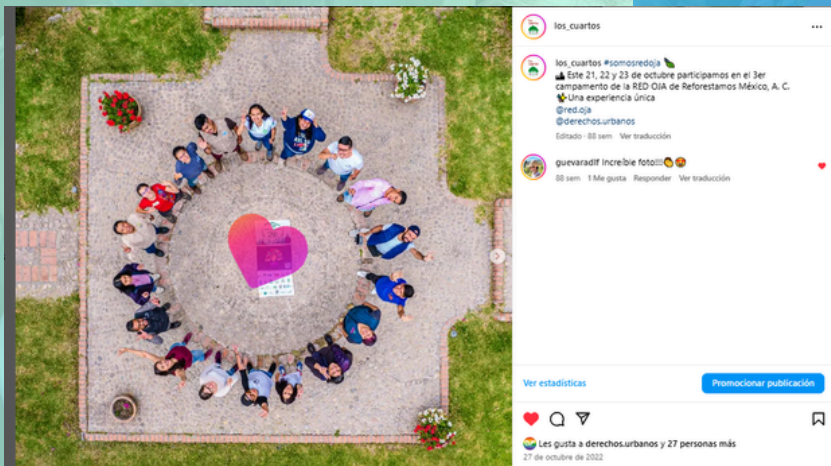 los_cuartos
los_cuartos #somosredoja
Este 21, 22 y 23 de octubre participamos en el 3er
campamento de la RED OJA de Reforestamos México, A. C.
Una experiencia única
@red.oja
@derechos.urbanos
Editado · 88 sem Ver traducción
guevaradlf Increíble foto!!!
88 sem 1 Me gusta Responder Ver traducción
Ver estadísticas
Promocionar publicación
Les gusta a derechos.urbanos y 27 personas más
27 de octubre de 2022